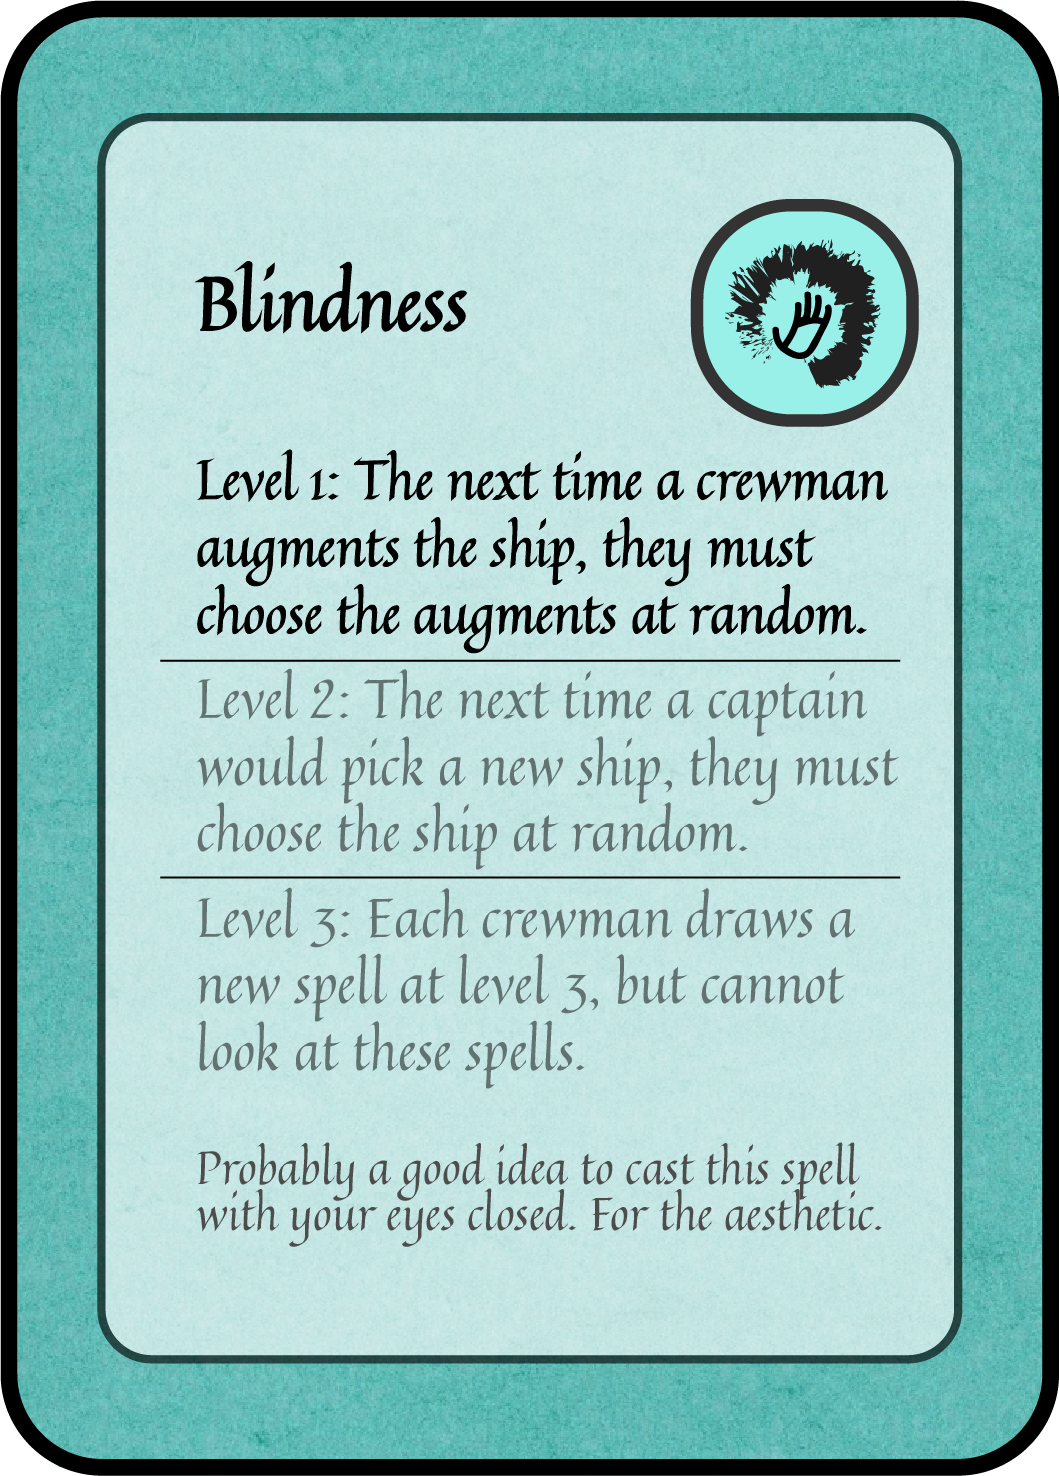 Blindness
Level 1: The next time a crewman
augments the ship, they must
choose the augments at random.
Level 2: The next time a captain
would pick a new ship, they must
choose the ship at random.
Level 3: Each crewman draws a
new spell at level 3, but cannot
look at these spells.
Probably a good idea to cast this spell
with your eyes closed. For the aesthetic.